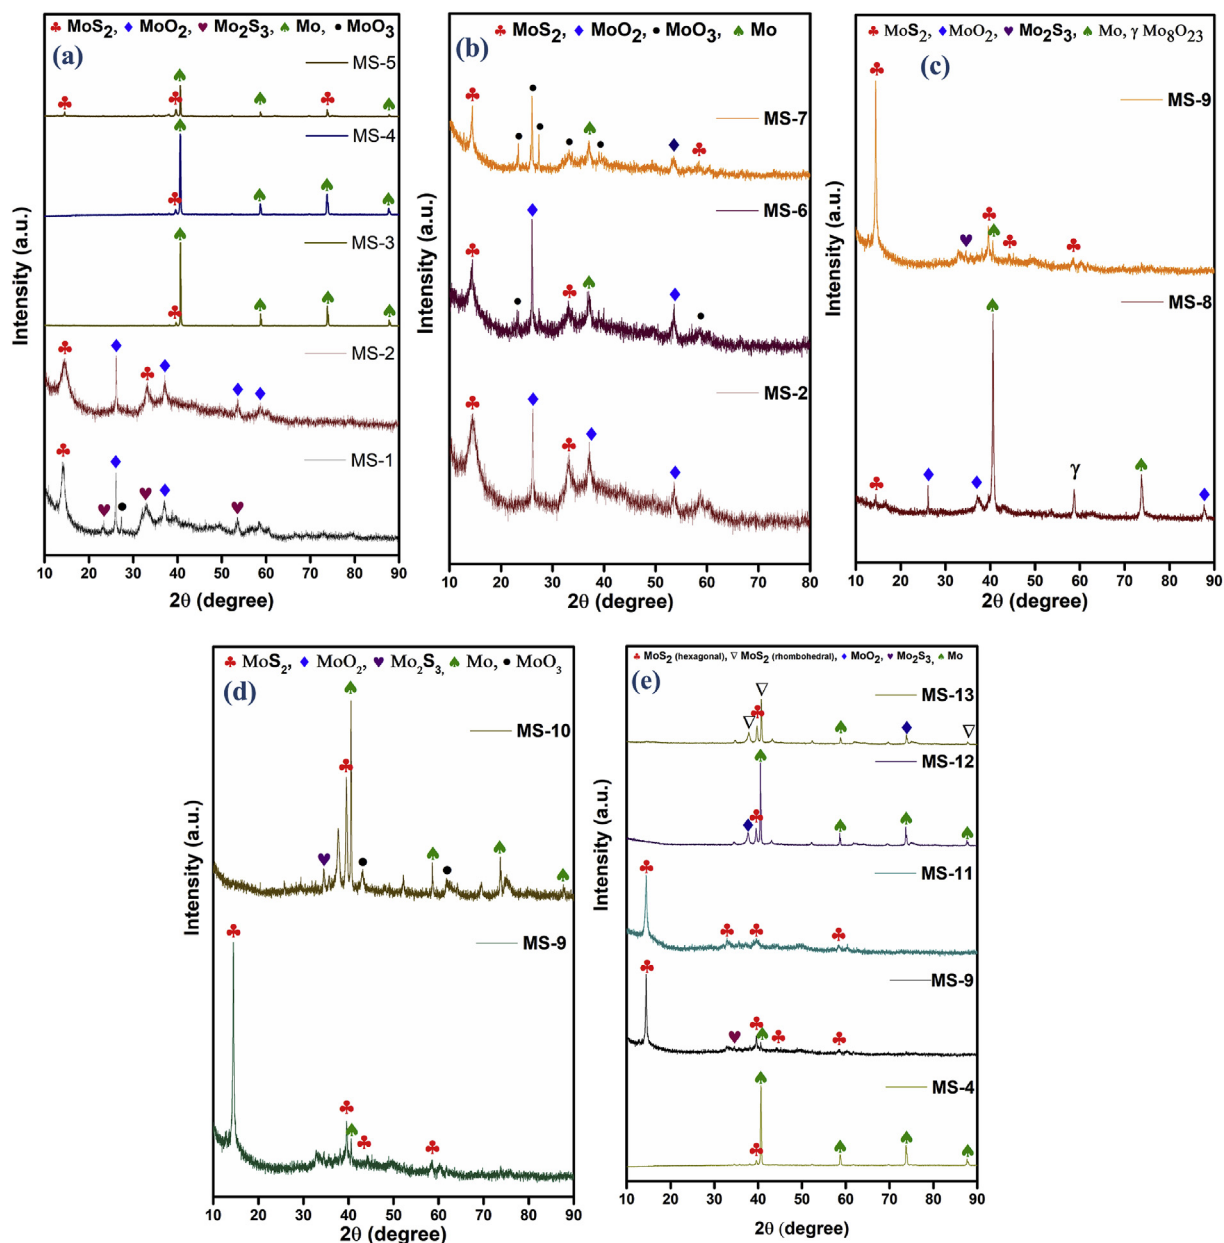 ♣ MoS2, ♦ MoO2, ♥ Mo2S3, ♠ Mo, ● MoO3
(a)
MS-5
MS-4
MS-3
MS-2
MS-1
Intensity (a.u.)
10 20 30 40 50 60 70 80 90
2θ (degree)
♣ MoS2, ♦ MoO2, ● MoO3, ♠ Mo
(b)
MS-7
MS-6
MS-2
Intensity (a.u.)
10 20 30 40 50 60 70 80
2θ (degree)
♣ MoS2, ♦ MoO2, ♥ Mo2S3, ♠ Mo, γ Mo8O23
(c)
MS-9
MS-8
γ
Intensity (a.u.)
10 20 30 40 50 60 70 80 90
2θ (degree)
♣ MoS2, ♦ MoO2, ♥ Mo2S3, ♠ Mo, ● MoO3
(d)
MS-10
MS-9
Intensity (a.u.)
10 20 30 40 50 60 70 80 90
2θ (degree)
♣ MoS2 (hexagonal), ▽ MoS2 (rhombohedral), ♦ MoO2, ♥ Mo2S3, ♠ Mo
(e)
MS-13
MS-12
MS-11
MS-9
MS-4
Intensity (a.u.)
10 20 30 40 50 60 70 80 90
2θ (degree)